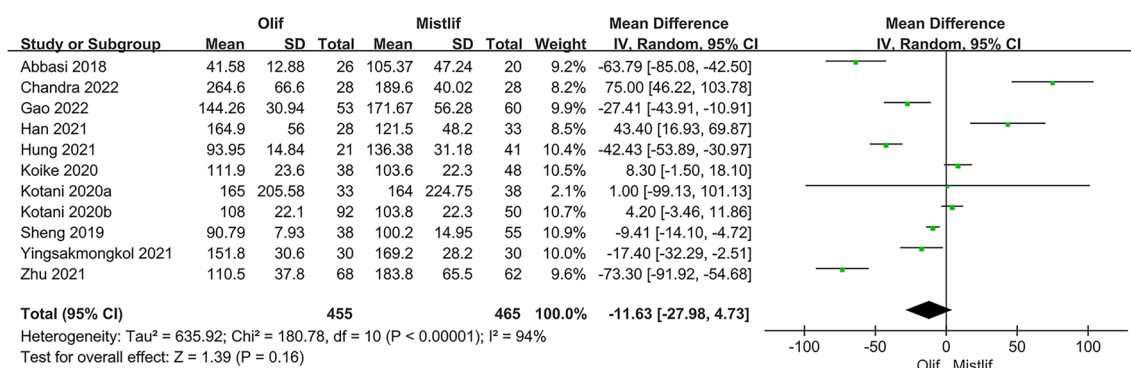 Olif Mistlif Mean Difference Mean Difference
Study or Subgroup Mean SD Total Mean SD Total Weight IV, Random, 95% CI IV, Random, 95% CI
Abbasi 2018 41.58 12.88 26 105.37 47.24 20 9.2% -63.79 [-85.08, -42.50]
Chandra 2022 264.6 66.6 28 189.6 40.02 28 8.2% 75.00 [46.22, 103.78]
Gao 2022 144.26 30.94 53 171.67 56.28 60 9.9% -27.41 [-43.91, -10.91]
Han 2021 164.9 56 28 121.5 48.2 33 8.5% 43.40 [16.93, 69.87]
Hung 2021 93.95 14.84 21 136.38 31.18 41 10.4% -42.43 [-53.89, -30.97]
Koike 2020 111.9 23.6 38 103.6 22.3 48 10.5% 8.30 [-1.50, 18.10]
Kotani 2020a 165 205.58 33 164 224.75 38 2.1% 1.00 [-99.13, 101.13]
Kotani 2020b 108 22.1 92 103.8 22.3 50 10.7% 4.20 [-3.46, 11.86]
Sheng 2019 90.79 7.93 38 100.2 14.95 55 10.9% -9.41 [-14.10, -4.72]
Yingsakmongkol 2021 151.8 30.6 30 169.2 28.2 30 10.0% -17.40 [-32.29, -2.51]
Zhu 2021 110.5 37.8 68 183.8 65.5 62 9.6% -73.30 [-91.92, -54.68]
Total (95% CI) 455 465 100.0% -11.63 [-27.98, 4.73]
Heterogeneity: Tau² = 635.92; Chi² = 180.78, df = 10 (P < 0.00001); I² = 94%
Test for overall effect: Z = 1.39 (P = 0.16)
-100 -50 0 50 100
Olif Mistlif